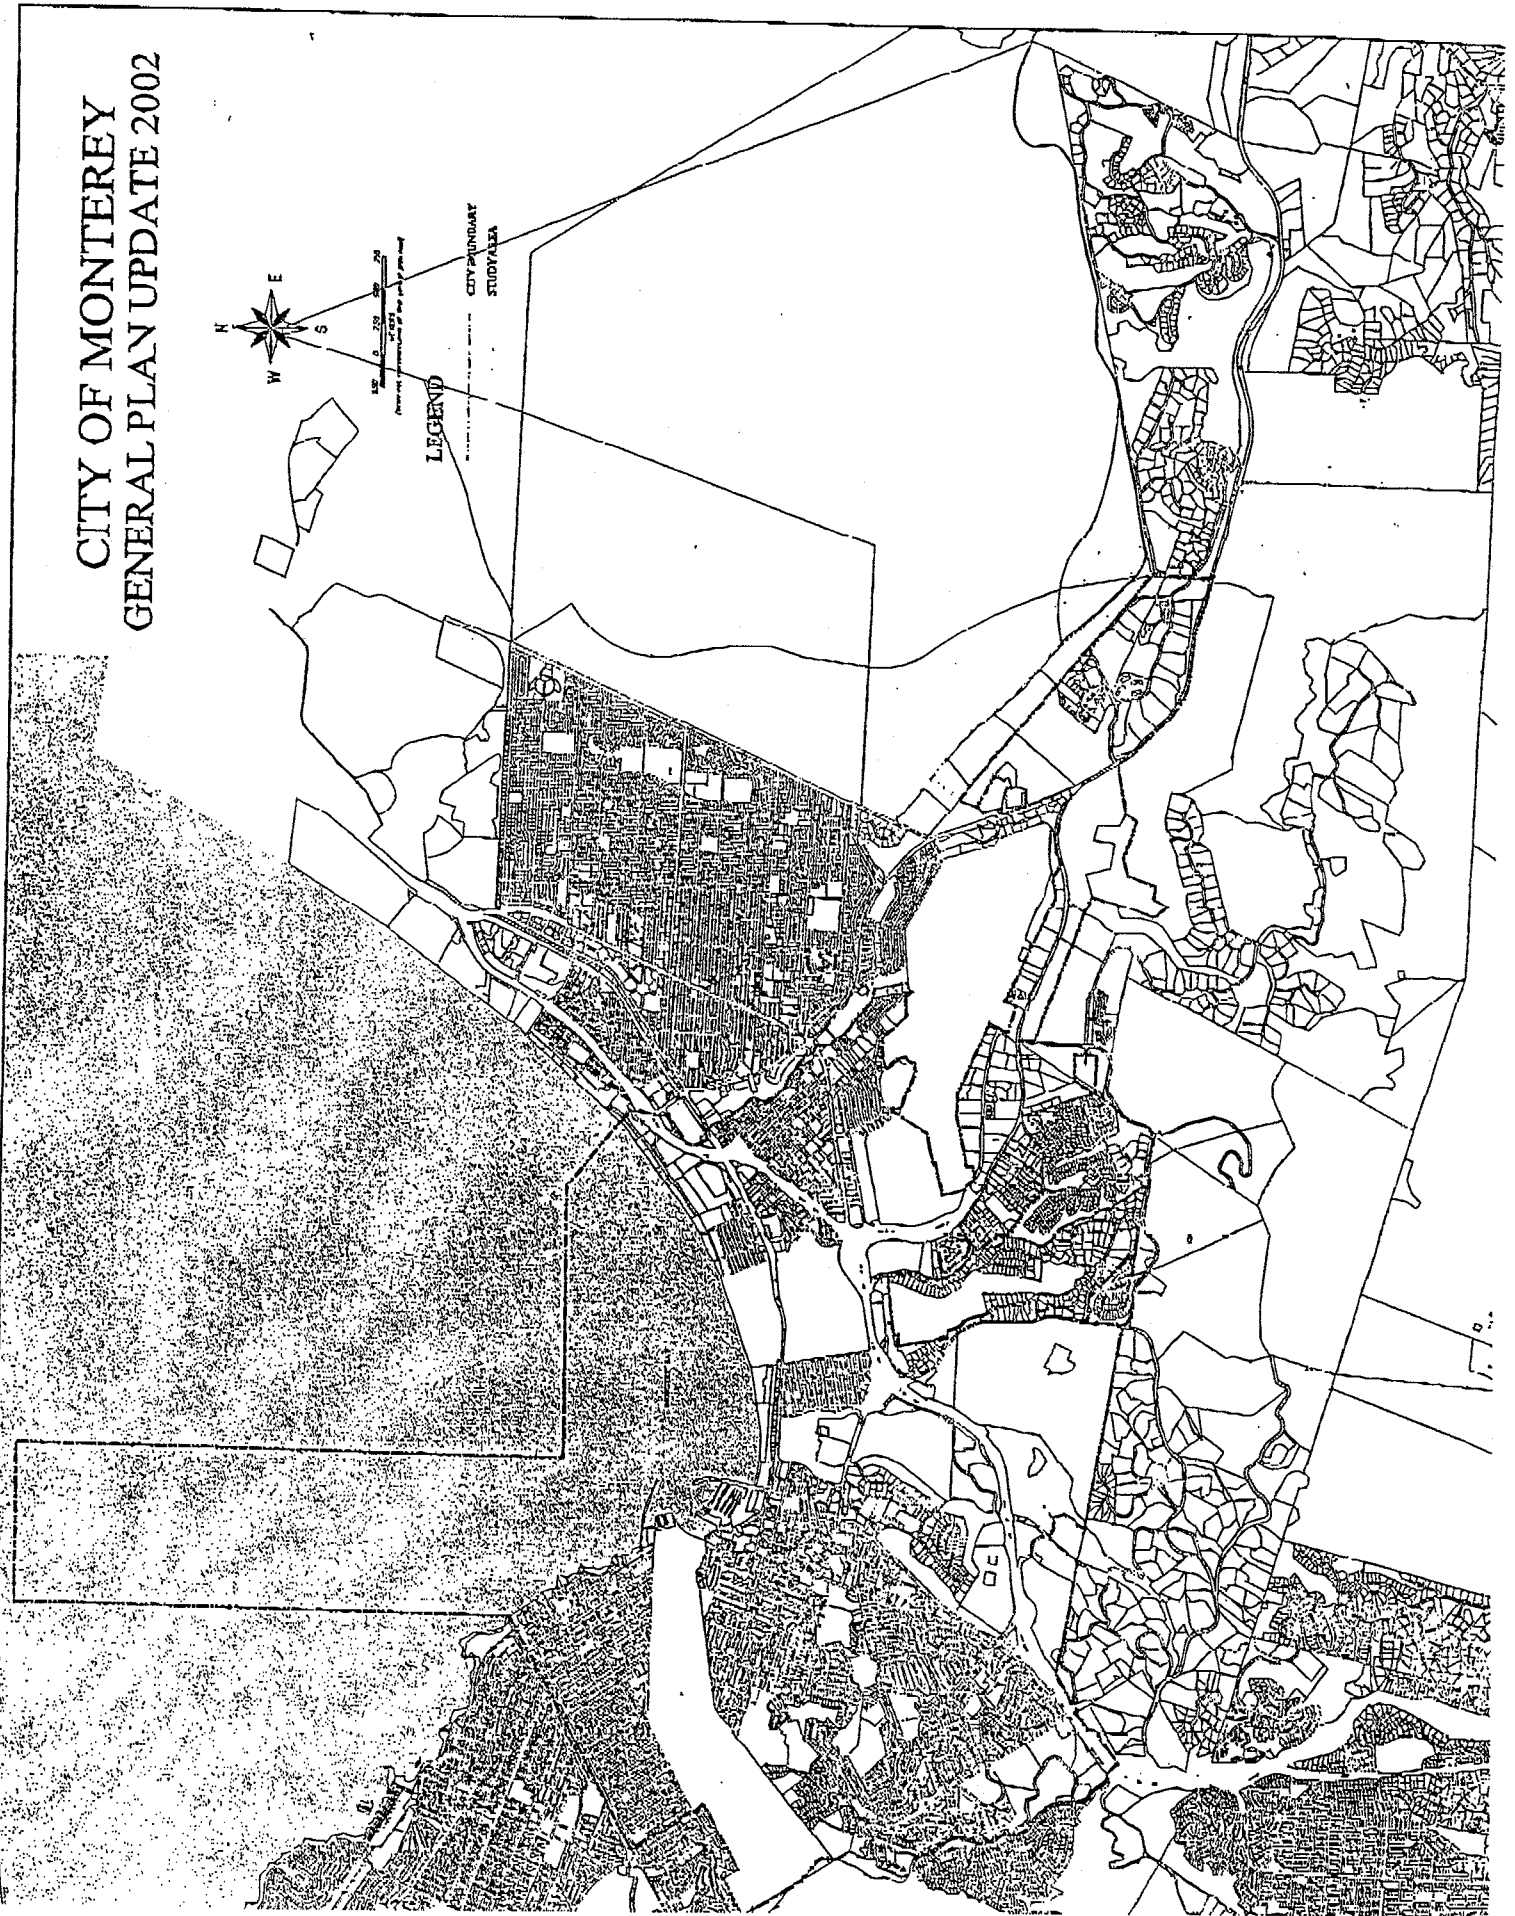 CITY OF MONTEREY
GENERAL PLAN UPDATE 2002
N
W
E
S
LEGEND
CITY BOUNDARY
STUDY AREA